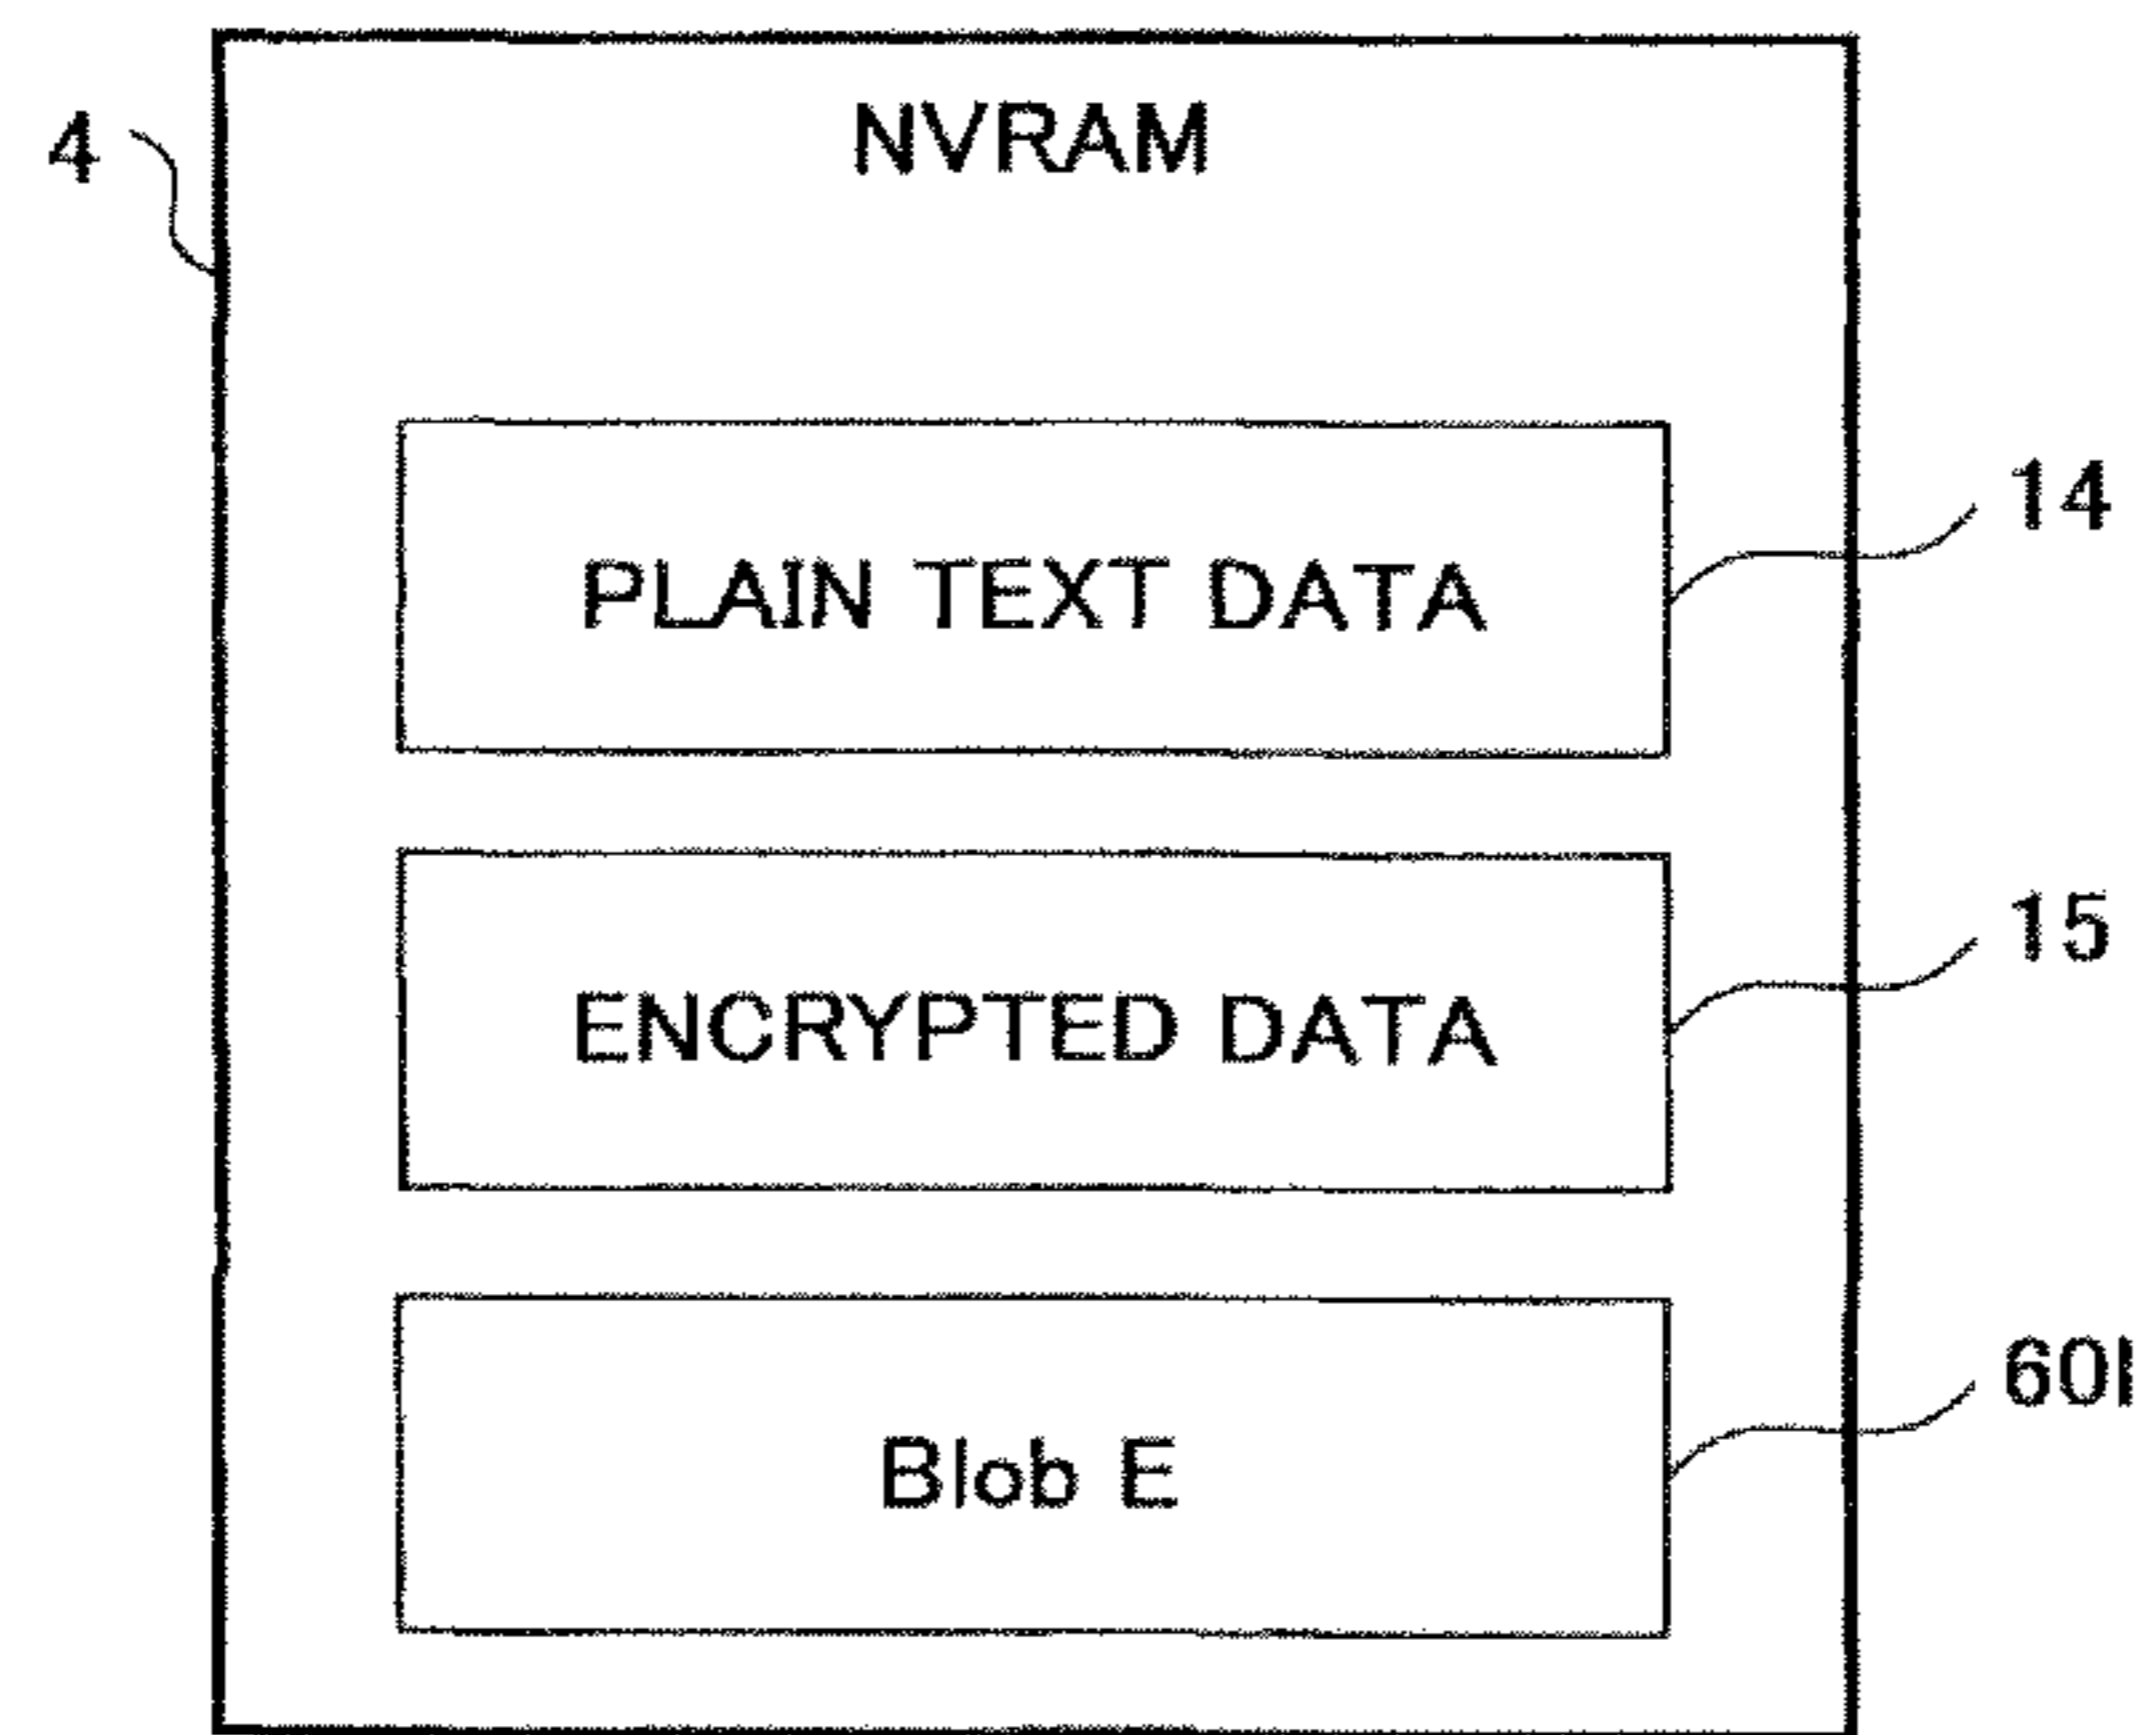 NVRAM
4
PLAIN TEXT DATA
14
ENCRYPTED DATA
15
Blob E
60I